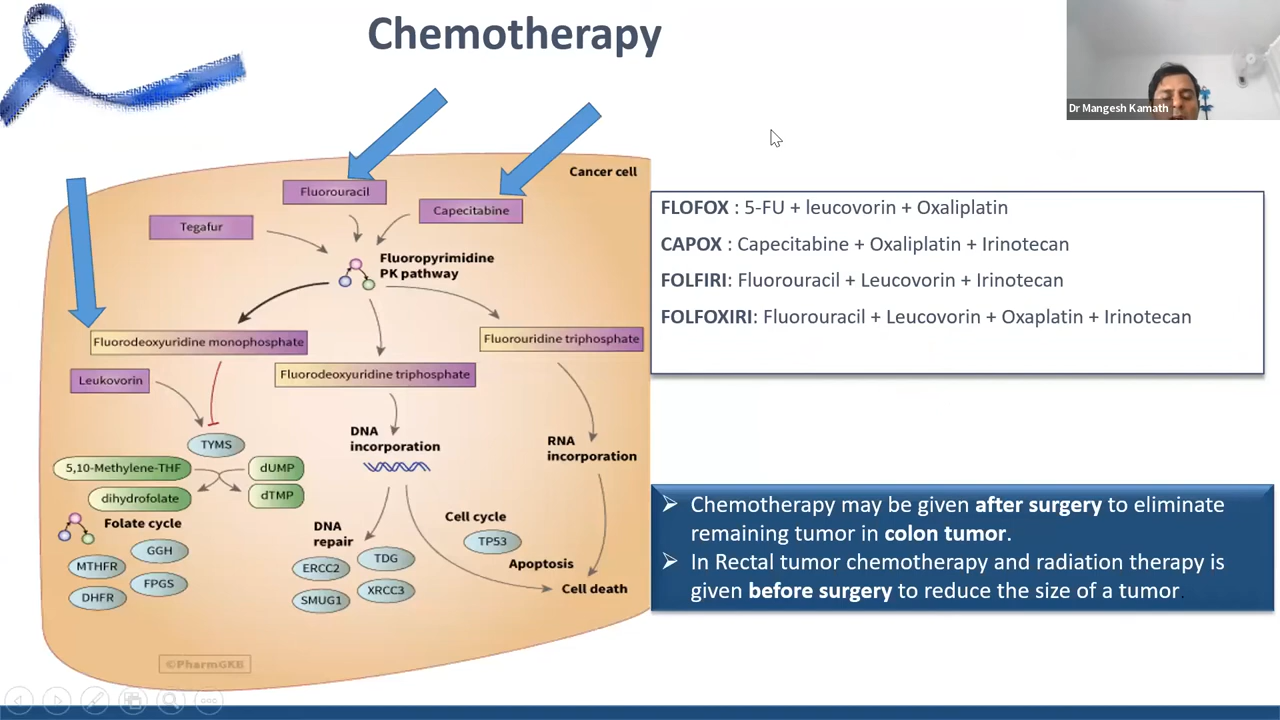 Chemotherapy
Dr Mangesh Kamath
Cancer cell
Fluorouracil
Capecitabine
Tegafur
Fluoropyrimidine
PK pathway
Fluorodeoxyuridine monophosphate
Fluorouridine triphosphate
Fluorodeoxyuridine triphosphate
Leukovorin
TYMS
DNA
incorporation
RNA
incorporation
5,10-Methylene-THF
dUMP
dihydrofolate
dTMP
Folate cycle
GGH
MTHFR
FPGS
DHFR
DNA
repair
ERCC2
TDG
SMUG1
XRCC3
Cell cycle
TP53
Apoptosis
Cell death
©PharmGKB
FLOFOX : 5-FU + leucovorin + Oxaliplatin
CAPOX : Capecitabine + Oxaliplatin + Irinotecan
FOLFIRI: Fluorouracil + Leucovorin + Irinotecan
FOLFOXIRI: Fluorouracil + Leucovorin + Oxaplatin + Irinotecan
➢ Chemotherapy may be given after surgery to eliminate
remaining tumor in colon tumor.
➢ In Rectal tumor chemotherapy and radiation therapy is
given before surgery to reduce the size of a tumor.